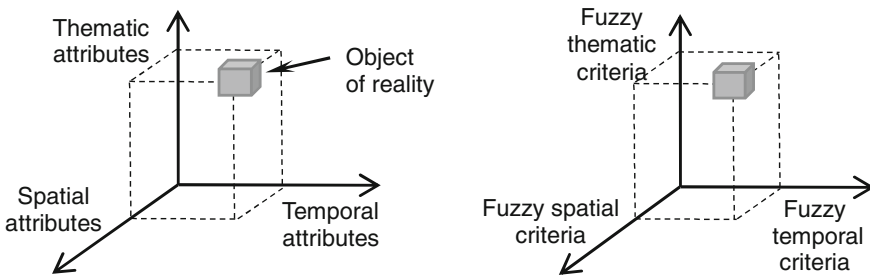 Thematic
attributes
Object
of reality
Spatial
attributes
Temporal
attributes
Fuzzy
thematic
criteria
Fuzzy spatial
criteria
Fuzzy
temporal
criteria